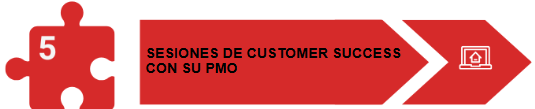 5
SESIONES DE CUSTOMER SUCCESS
CON SU PMO